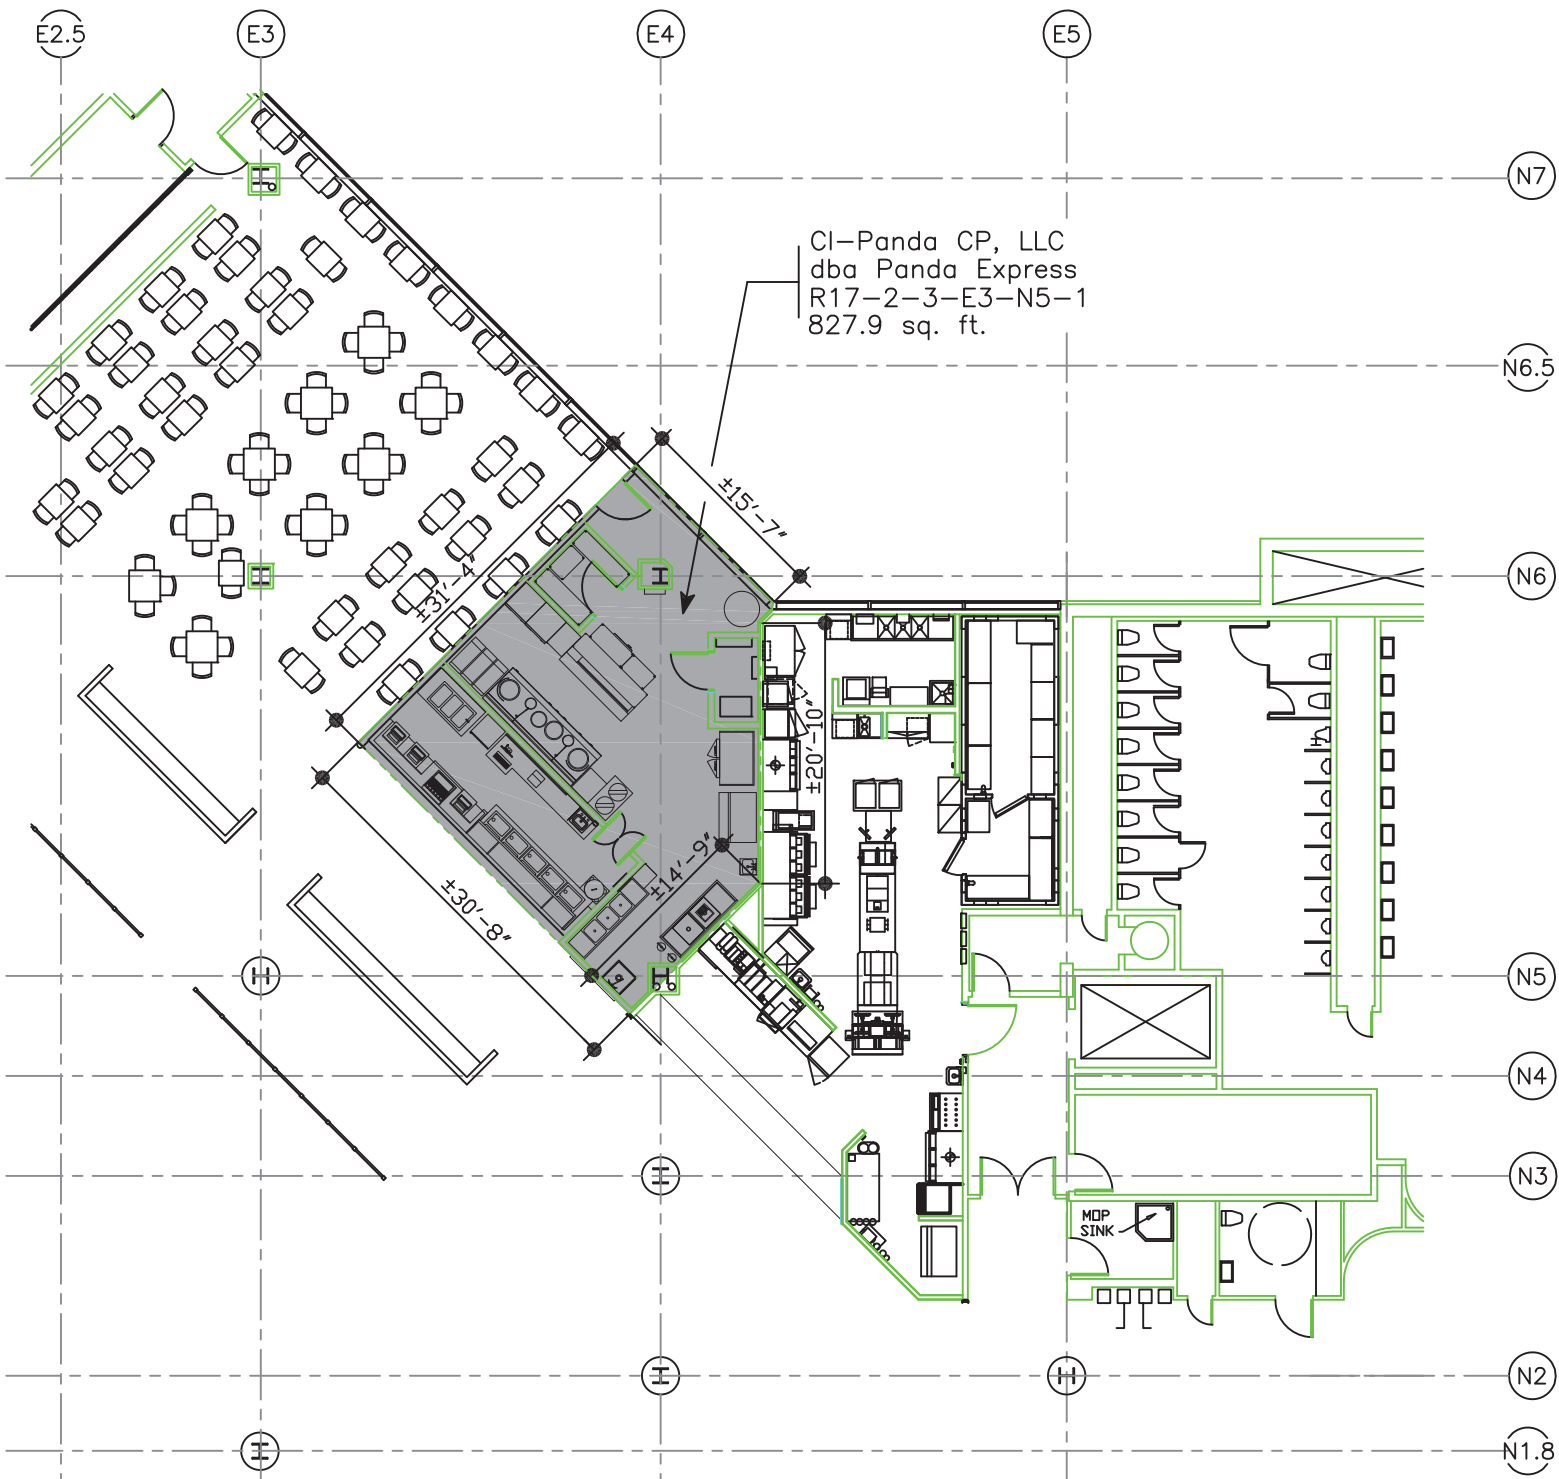 E2.5
E3
E4
E5
N7
CI-Panda CP, LLC
dba Panda Express
R17-2-3-E3-N5-1
827.9 sq. ft.
N6.5
±15'-7"
±31'-4"
N6
±20'-10"
±14'-9"
±30'-8"
N5
N4
N3
MOP
SINK
N2
N1.8